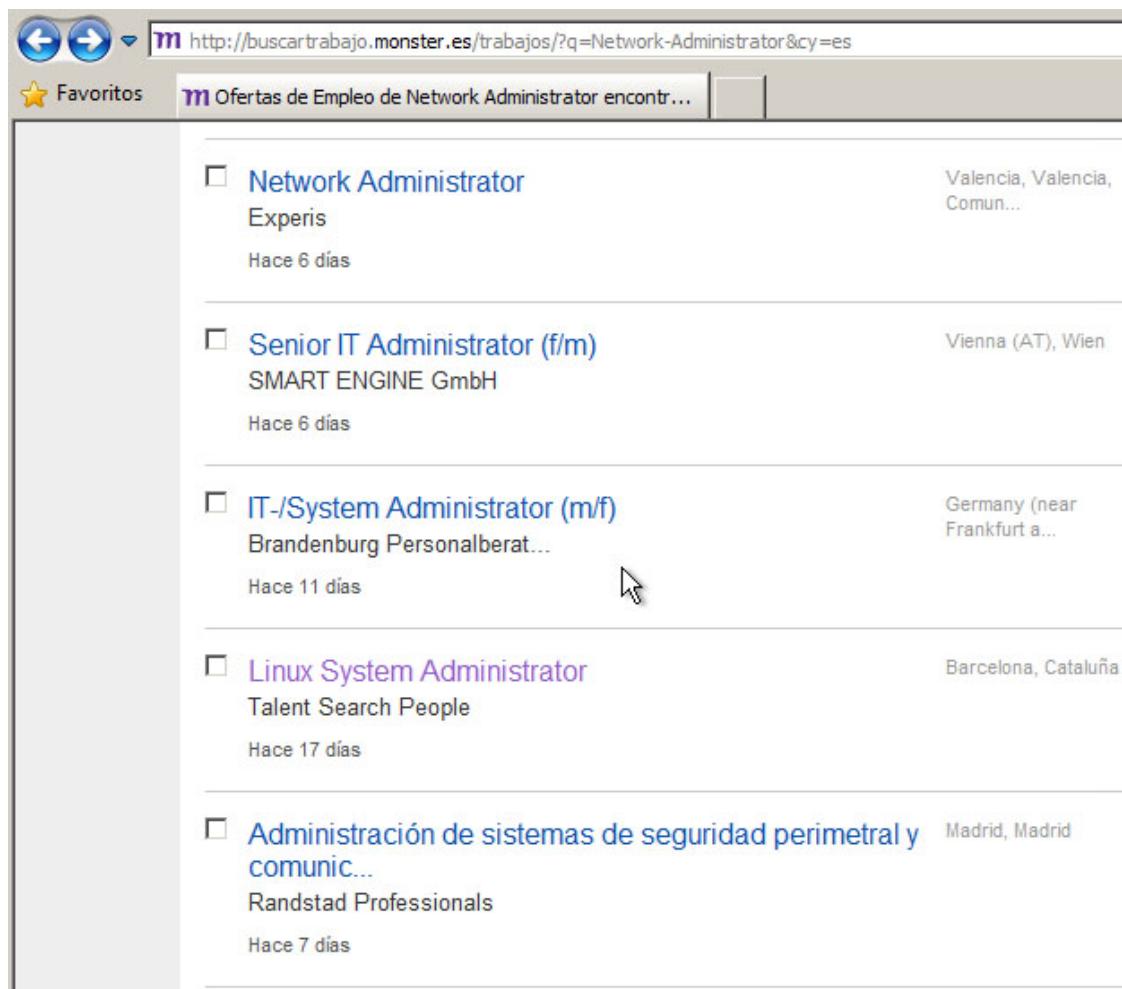 m http://buscartrabajo.monster.es/trabajos/?q=Network-Administrator&cy=es
Favoritos
m Ofertas de Empleo de Network Administrator encontr...
Network Administrator
Valencia, Valencia,
Comun...
Experis
Hace 6 días
Senior IT Administrator (f/m)
Vienna (AT), Wien
SMART ENGINE GmbH
Hace 6 días
IT-/System Administrator (m/f)
Germany (near
Frankfurt a...
Brandenburg Personalberat...
Hace 11 días
Linux System Administrator
Barcelona, Cataluña
Talent Search People
Hace 17 días
Administración de sistemas de seguridad perimetral y
comunic...
Madrid, Madrid
Randstad Professionals
Hace 7 días